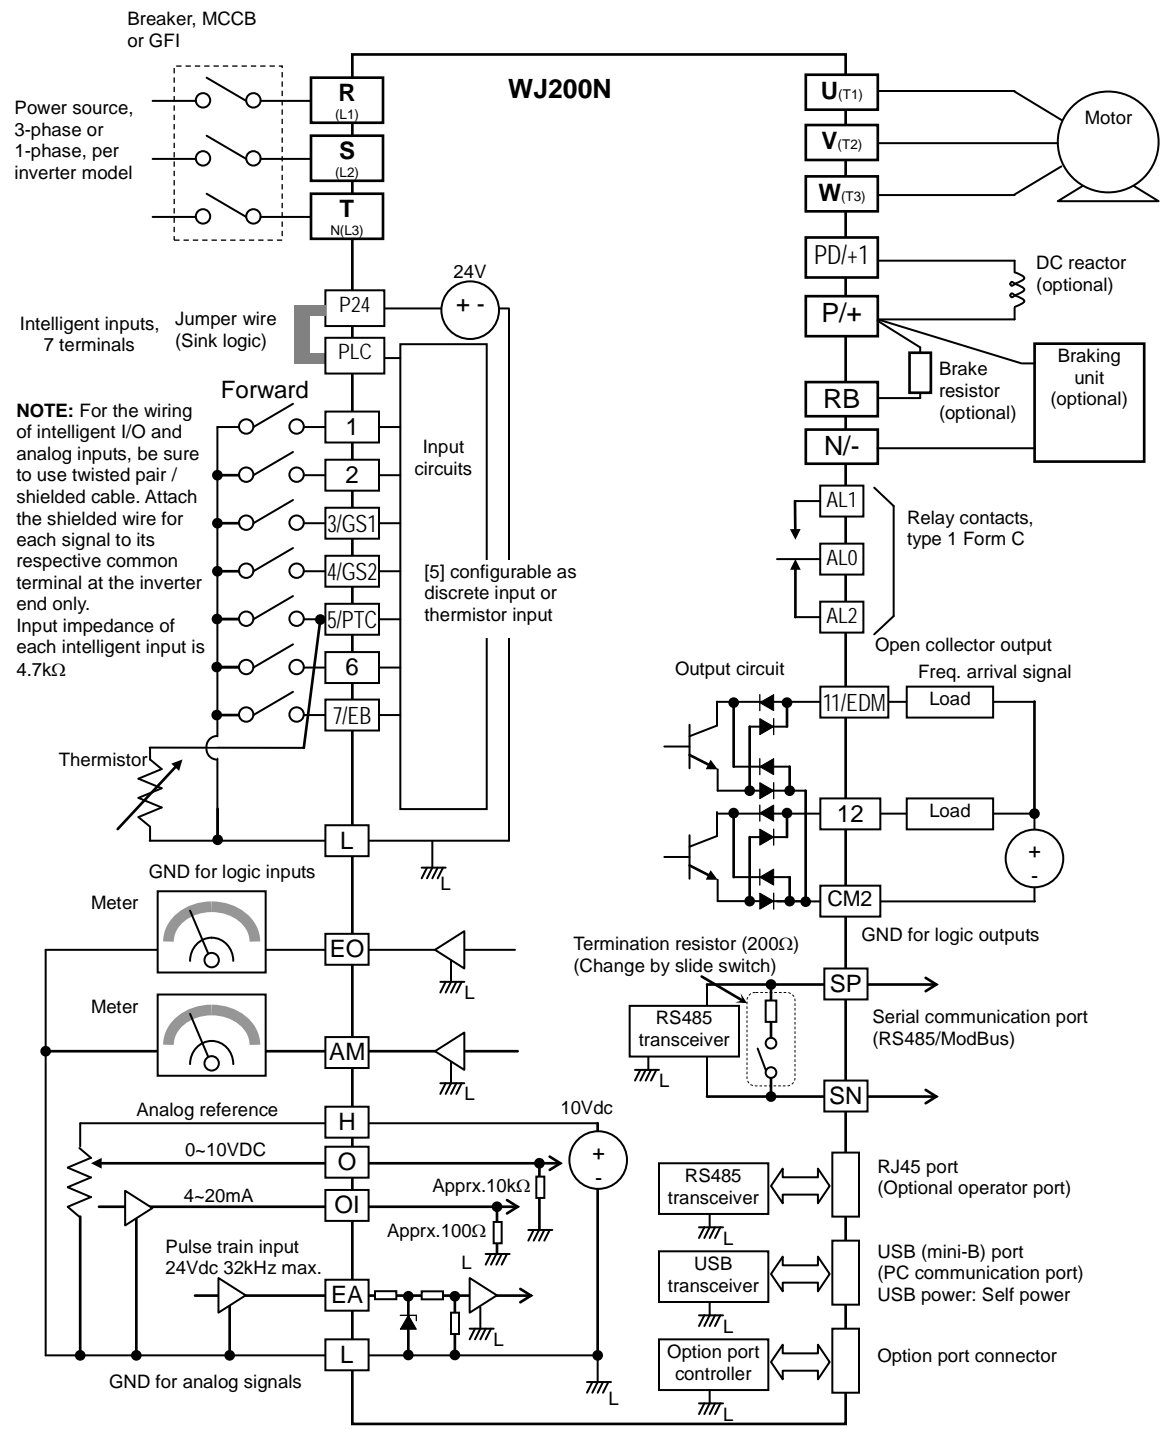 Breaker, MCCB
or GFI
WJ200N
Power source,
3-phase or
1-phase, per
inverter model
R
(L1)
S
(L2)
T
N(L3)
U(T1)
V(T2)
W(T3)
Motor
PD/+1
P/+
DC reactor
(optional)
RB
Brake
resistor
(optional)
Braking
unit
(optional)
N/-
24V
+ -
P24
PLC
Intelligent inputs,
7 terminals
Jumper wire
(Sink logic)
Forward
NOTE: For the wiring
of intelligent I/O and
analog inputs, be sure
to use twisted pair /
shielded cable. Attach
the shielded wire for
each signal to its
respective common
terminal at the inverter
end only.
Input impedance of
each intelligent input is
4.7kΩ
1
2
3/GS1
4/GS2
5/PTC
6
7/EB
Input
circuits
[5] configurable as
discrete input or
thermistor input
AL1
AL0
AL2
Relay contacts,
type 1 Form C
Open collector output
Output circuit
Freq. arrival signal
11/EDM
Load
12
Load
+
-
CM2
GND for logic outputs
Thermistor
L
L
GND for logic inputs
Meter
EO
L
Meter
AM
L
Termination resistor (200Ω)
(Change by slide switch)
SP
RS485
transceiver
L
Serial communication port
(RS485/ModBus)
SN
Analog reference
H
10Vdc
+
-
0~10VDC
O
Apprx.10kΩ
4~20mA
OI
Apprx.100Ω
Pulse train input
24Vdc 32kHz max.
L
EA
L
L
GND for analog signals
L
RS485
transceiver
L
RJ45 port
(Optional operator port)
USB
transceiver
L
USB (mini-B) port
(PC communication port)
USB power: Self power
Option port
controller
L
Option port connector